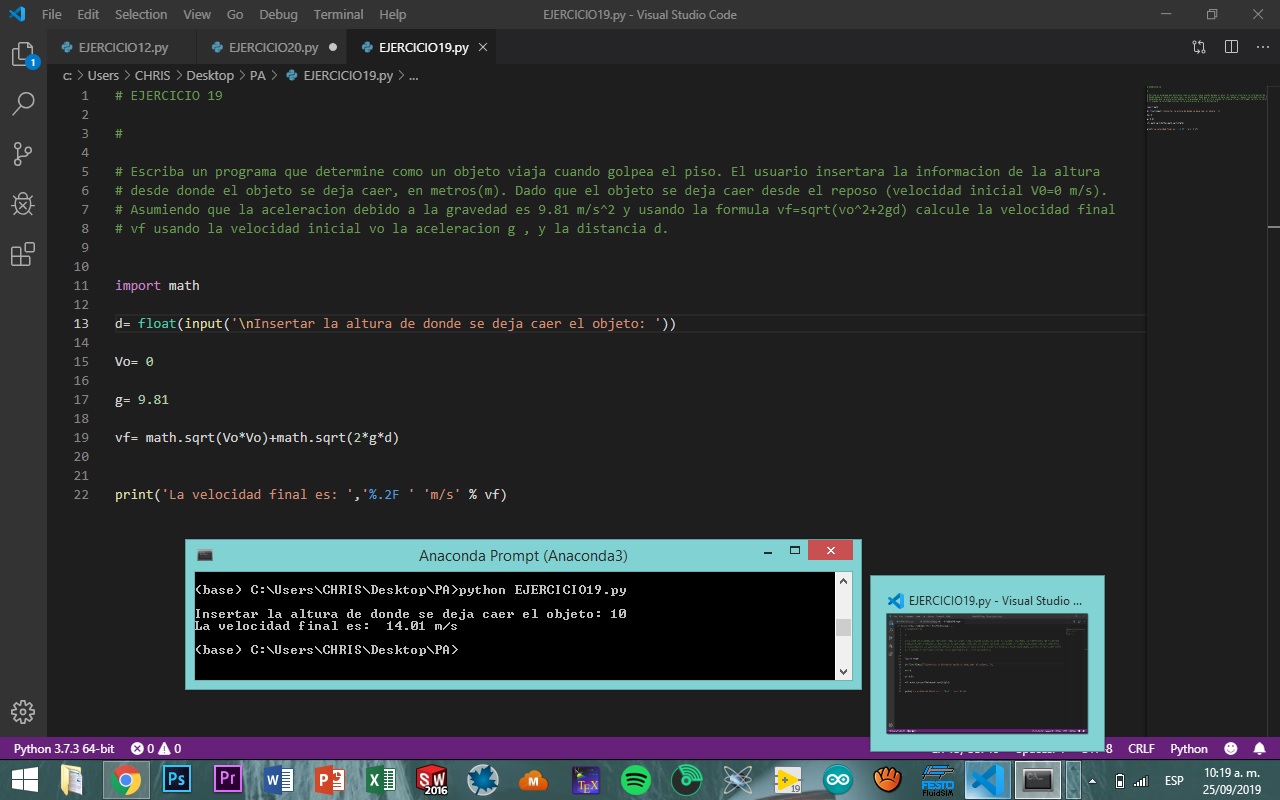 File Edit Selection View Go Debug Terminal Help EJERCICIO19.py - Visual Studio Code
EJERCICIO12.py EJERCICIO20.py EJERCICIO19.py
1
C: > Users > CHRIS > Desktop > PA > EJERCICIO19.py > ...
1 # EJERCICIO 19
2
3 #
4
5 # Escriba un programa que determine como un objeto viaja cuando golpea el piso. El usuario insertara la informacion de la altura
6 # desde donde el objeto se deja caer, en metros(m). Dado que el objeto se deja caer desde el reposo (velocidad inicial V0=0 m/s).
7 # Asumiendo que la aceleracion debido a la gravedad es 9.81 m/s^2 y usando la formula vf=sqrt(vo^2+2gd) calcule la velocidad final
8 # vf usando la velocidad inicial vo la aceleracion g , y la distancia d.
9
10
11 import math
12
13 d= float(input('\nInsertar la altura de donde se deja caer el objeto: '))
14
15 Vo= 0
16
17 g= 9.81
18
19 vf= math.sqrt(Vo*Vo)+math.sqrt(2*g*d)
20
21
22 print('La velocidad final es: ','%.2F ' 'm/s' % vf)
Anaconda Prompt (Anaconda3)
(base) C:\Users\CHRIS\Desktop\PA>python EJERCICIO19.py
Insertar la altura de donde se deja caer el objeto: 10
La velocidad final es:  14.01 m/s
(base) C:\Users\CHRIS\Desktop\PA>
EJERCICIO19.py - Visual Studio ...
Python 3.7.3 64-bit 0 0 CRLF Python
Ps Pr W P X SW 2016 TEX 19 FESTO FluidSIM ESP 10:19 a. m.
25/09/2019